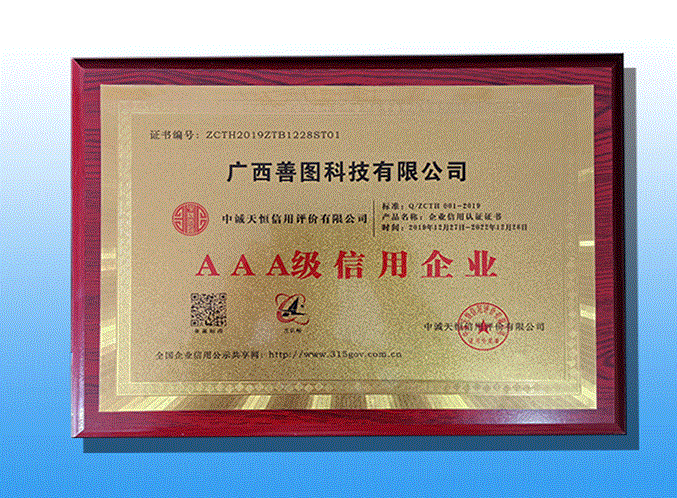 证书编号：ZCTH2019ZTB1228ST01
广西善图科技有限公司
中诚天恒信用评价有限公司
标准：Q/ZCTH 001-2019
产品名称：企业信用认证证书
时间：2019年12月27日-2022年12月26日
AAA级信用企业
中诚天恒信用评价有限公司
全国企业信用公示共享网：http://www.315gov.com.cn